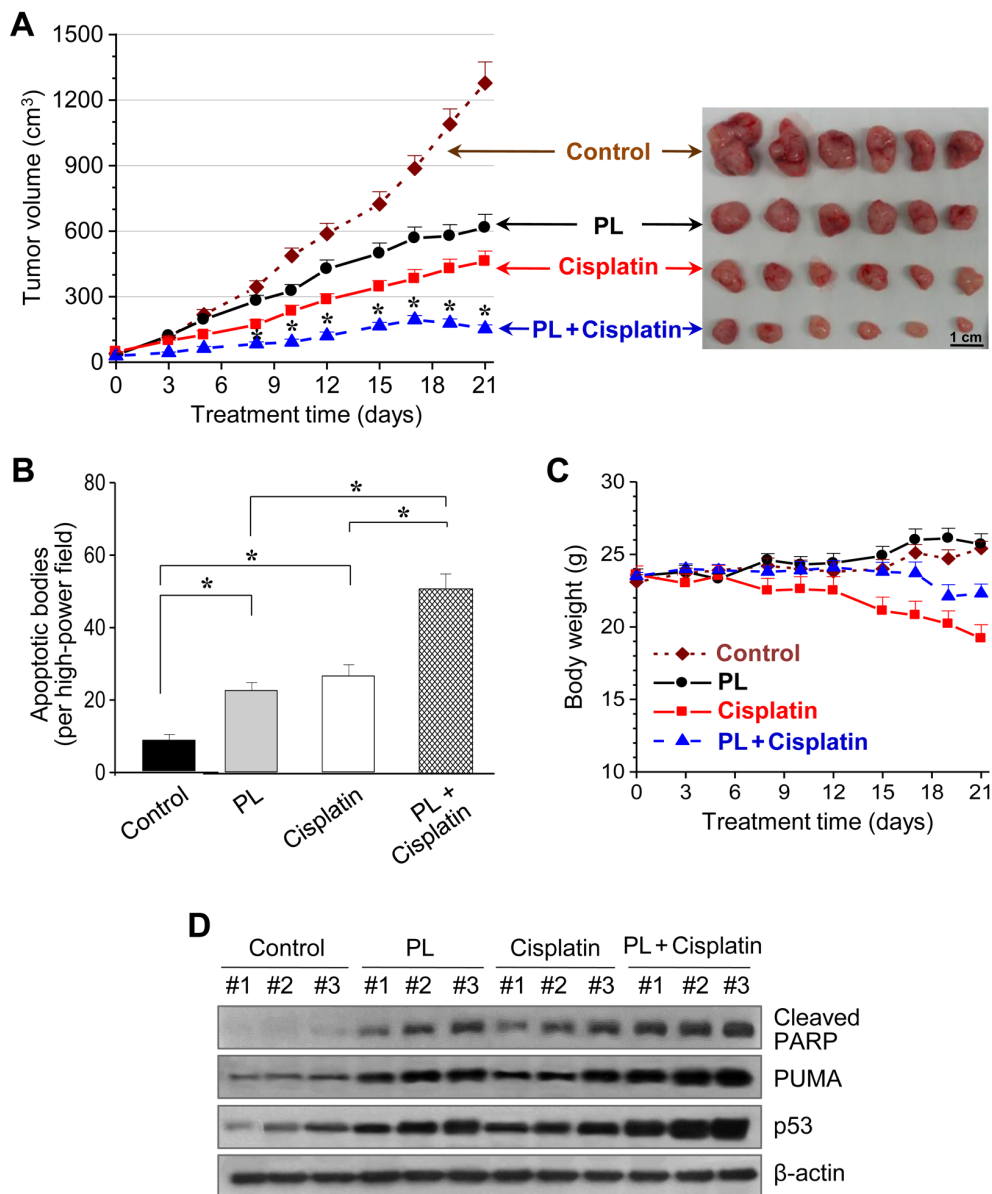 A
Tumor volume (cm³)
1500
1200
900
600
300
0
0 3 6 9 12 15 18 21
Treatment time (days)
* * * * * * *
Control
PL
Cisplatin
PL + Cisplatin
1 cm
B
Apoptotic bodies
(per high-power field)
80
60
40
20
0
*
*
*
*
Control
PL
Cisplatin
PL +
Cisplatin
C
Body weight (g)
30
25
20
15
10
0 3 6 9 12 15 18 21
Treatment time (days)
Control
PL
Cisplatin
PL + Cisplatin
D
Control PL Cisplatin PL + Cisplatin
#1 #2 #3 #1 #2 #3 #1 #2 #3 #1 #2 #3
Cleaved
PARP
PUMA
p53
β-actin